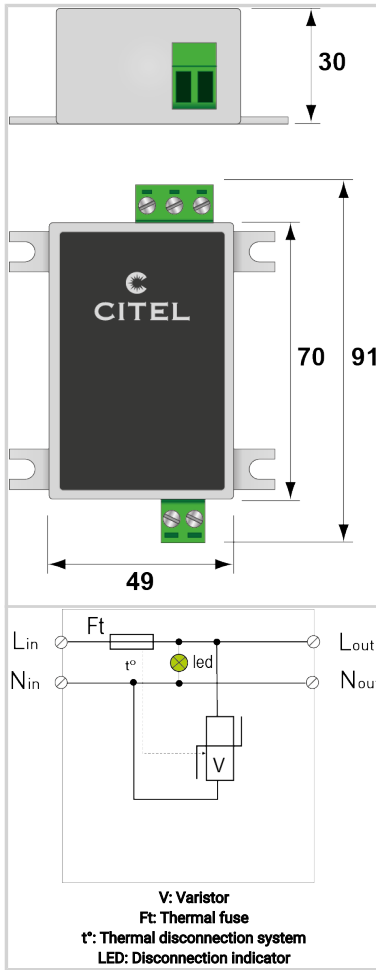 30
CITEL
70 91
49
Ft
Lin Lout
t° led
Nin Nout
V
V: Varistor
Ft: Thermal fuse
t°: Thermal disconnection system
LED: Disconnection indicator